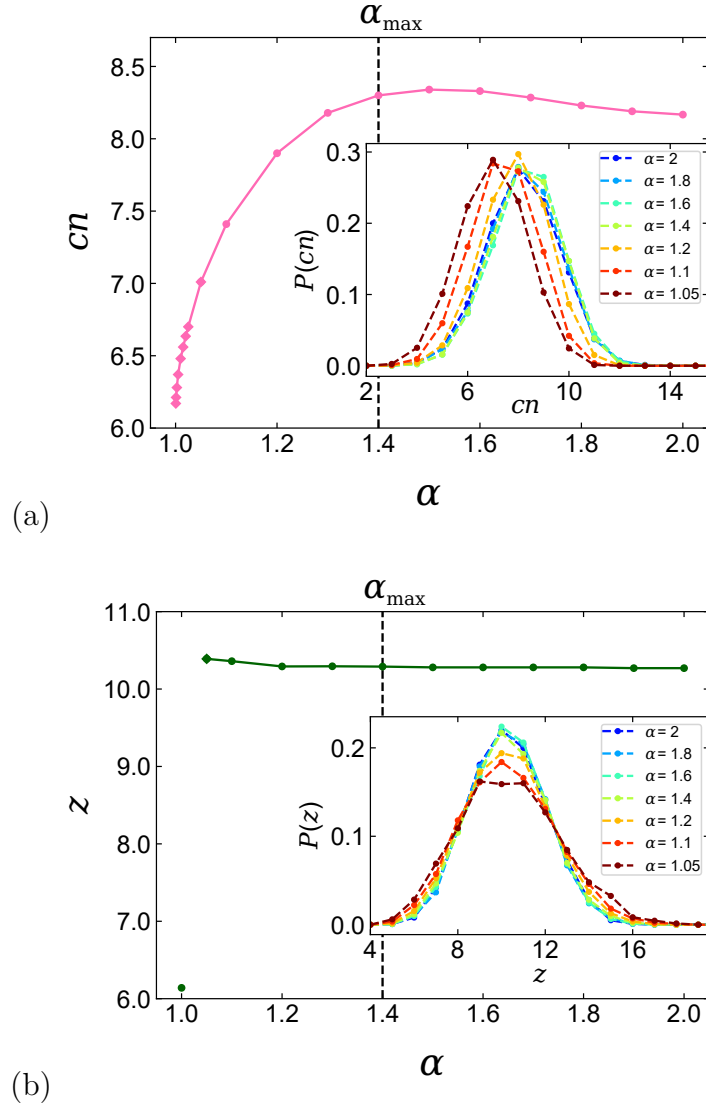 α_max
8.5
8.0
7.5
7.0
6.5
6.0
cn
0.3
0.2
0.1
0.0
P(cn)
α = 2
α = 1.8
α = 1.6
α = 1.4
α = 1.2
α = 1.1
α = 1.05
2 6 10 14
cn
1.0 1.2 1.4 1.6 1.8 2.0
α
(a)
α_max
11.0
10.0
9.0
8.0
7.0
6.0
z
0.2
0.1
0.0
P(z)
α = 2
α = 1.8
α = 1.6
α = 1.4
α = 1.2
α = 1.1
α = 1.05
4 8 12 16
z
1.0 1.2 1.4 1.6 1.8 2.0
α
(b)